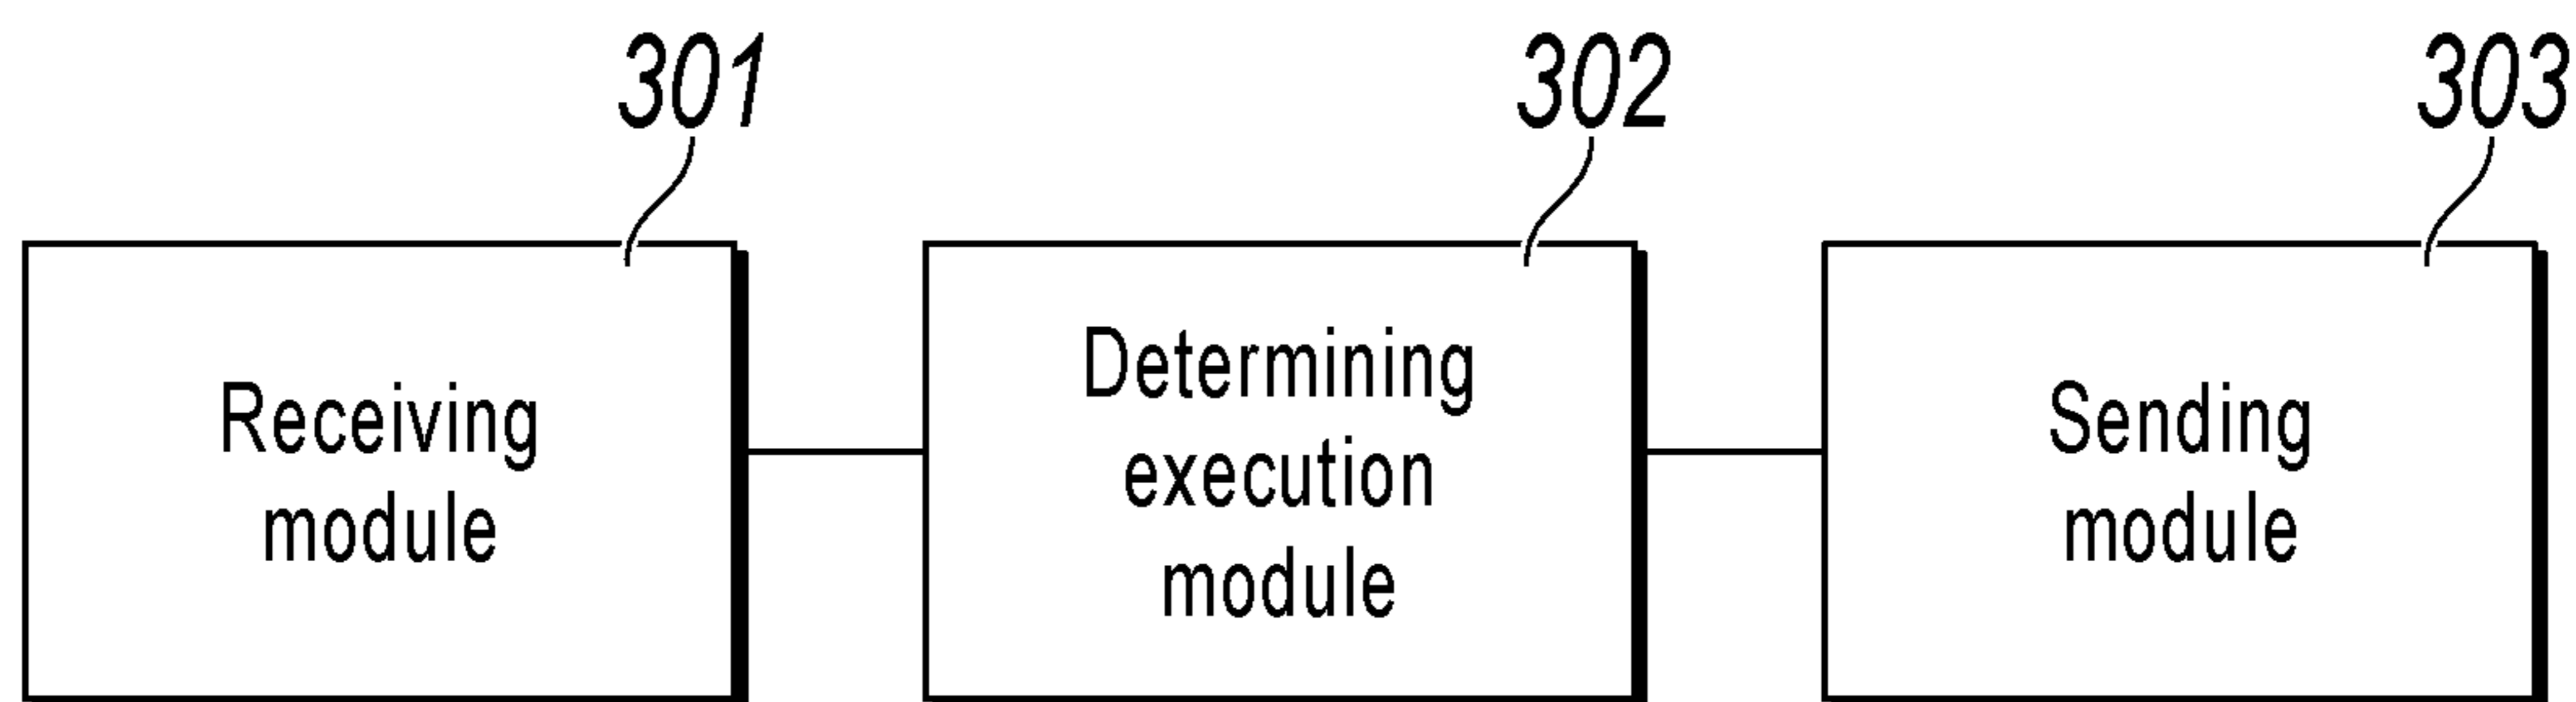 301
302
303
Receiving
module
Determining
execution
module
Sending
module